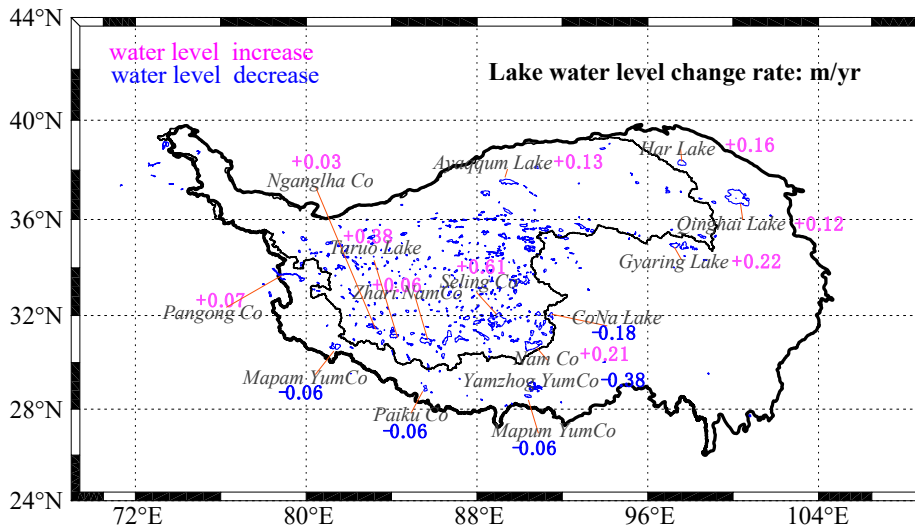 44°N
water level increase
water level decrease
Lake water level change rate: m/yr
40°N
Har Lake +0.16
+0.03
Nganglha Co
Ayaqqum Lake +0.13
36°N
Qinghai Lake +0.12
+0.38
Taruo Lake
Gyaring Lake +0.22
+0.61
Seling Co
+0.06
Zhari NamCo
+0.07
Pangong Co
32°N
CoNa Lake
-0.18
Nam Co +0.21
Mapam YumCo
-0.06
Yamzhog YumCo
-0.38
28°N
Paiku Co
-0.06
Mapum YumCo
-0.06
24°N
72°E 80°E 88°E 96°E 104°E